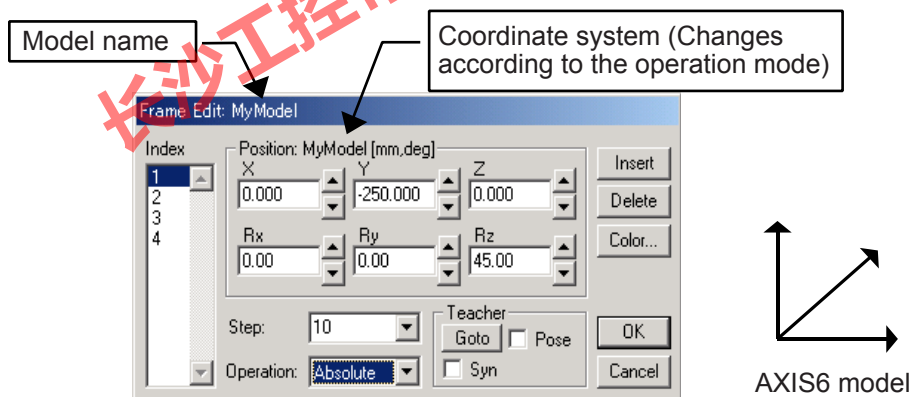 Model name
Coordinate system (Changes
according to the operation mode)
长沙工控
Frame Edit: MyModel
Index
Position: MyModel [mm,deg]
X
Y
Z
Insert
1
0.000
-250.000
0.000
2
Delete
3
4
Rx
Ry
Rz
Color...
0.00
0.00
45.00
Step:
10
Teacher
Goto
Pose
OK
Operation:
Absolute
Syn
Cancel
AXIS6 model